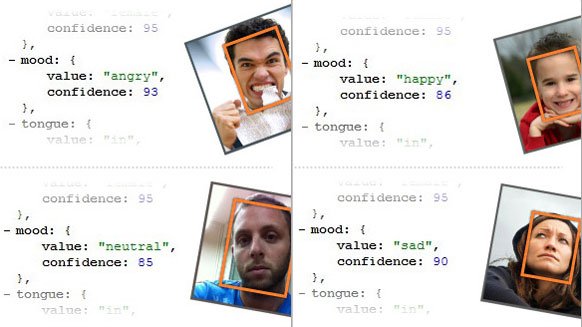 confidence: 95
},
- mood: {
value: "angry",
confidence: 93
},
- tongue: {
value: "in",
confidence: 95
},
- mood: {
value: "happy",
confidence: 86
},
- tongue: {
value: "in",
confidence: 95
},
- mood: {
value: "neutral",
confidence: 85
},
- tongue: {
value: "in",
confidence: 95
},
- mood: {
value: "sad",
confidence: 90
},
- tongue: {
value: "in",